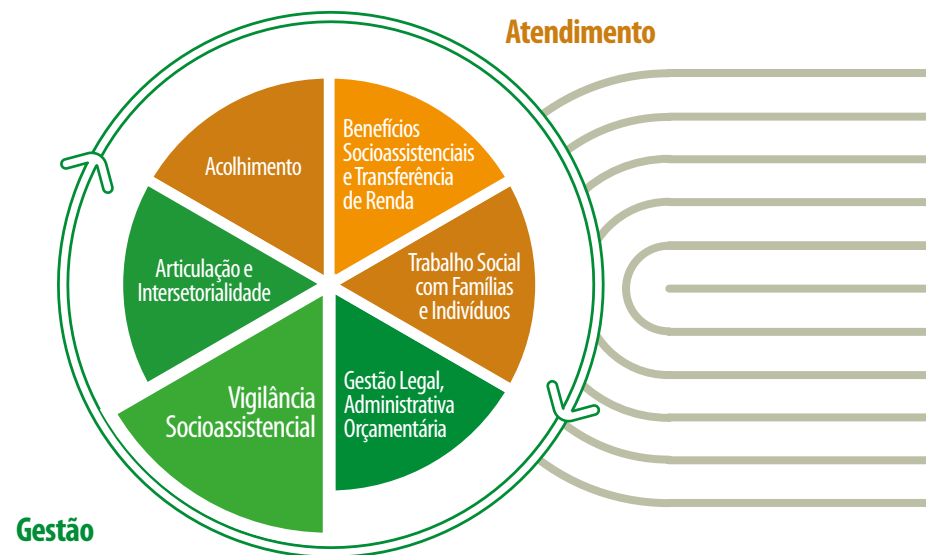 Atendimento
Acolhimento
Benefícios
Socioassistenciais
e Transferência
de Renda
Trabalho Social
com Famílias
e Indivíduos
Gestão Legal,
Administrativa
Orçamentária
Vigilância
Socioassistencial
Articulação e
Intersetorialidade
Gestão